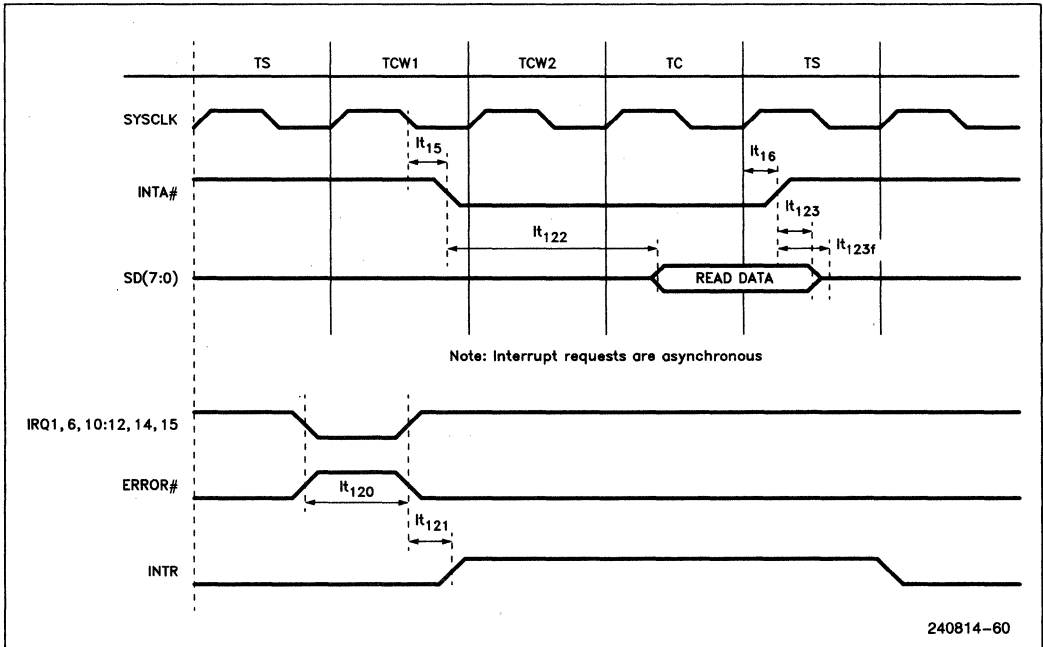 TS TCW1 TCW2 TC TS
SYSCLK
It15 It16
INTA#
It123
It122 It123f
SD(7:0) READ DATA
Note: Interrupt requests are asynchronous
IRQ1, 6, 10:12, 14, 15
ERROR#
It120
It121
INTR
240814-60